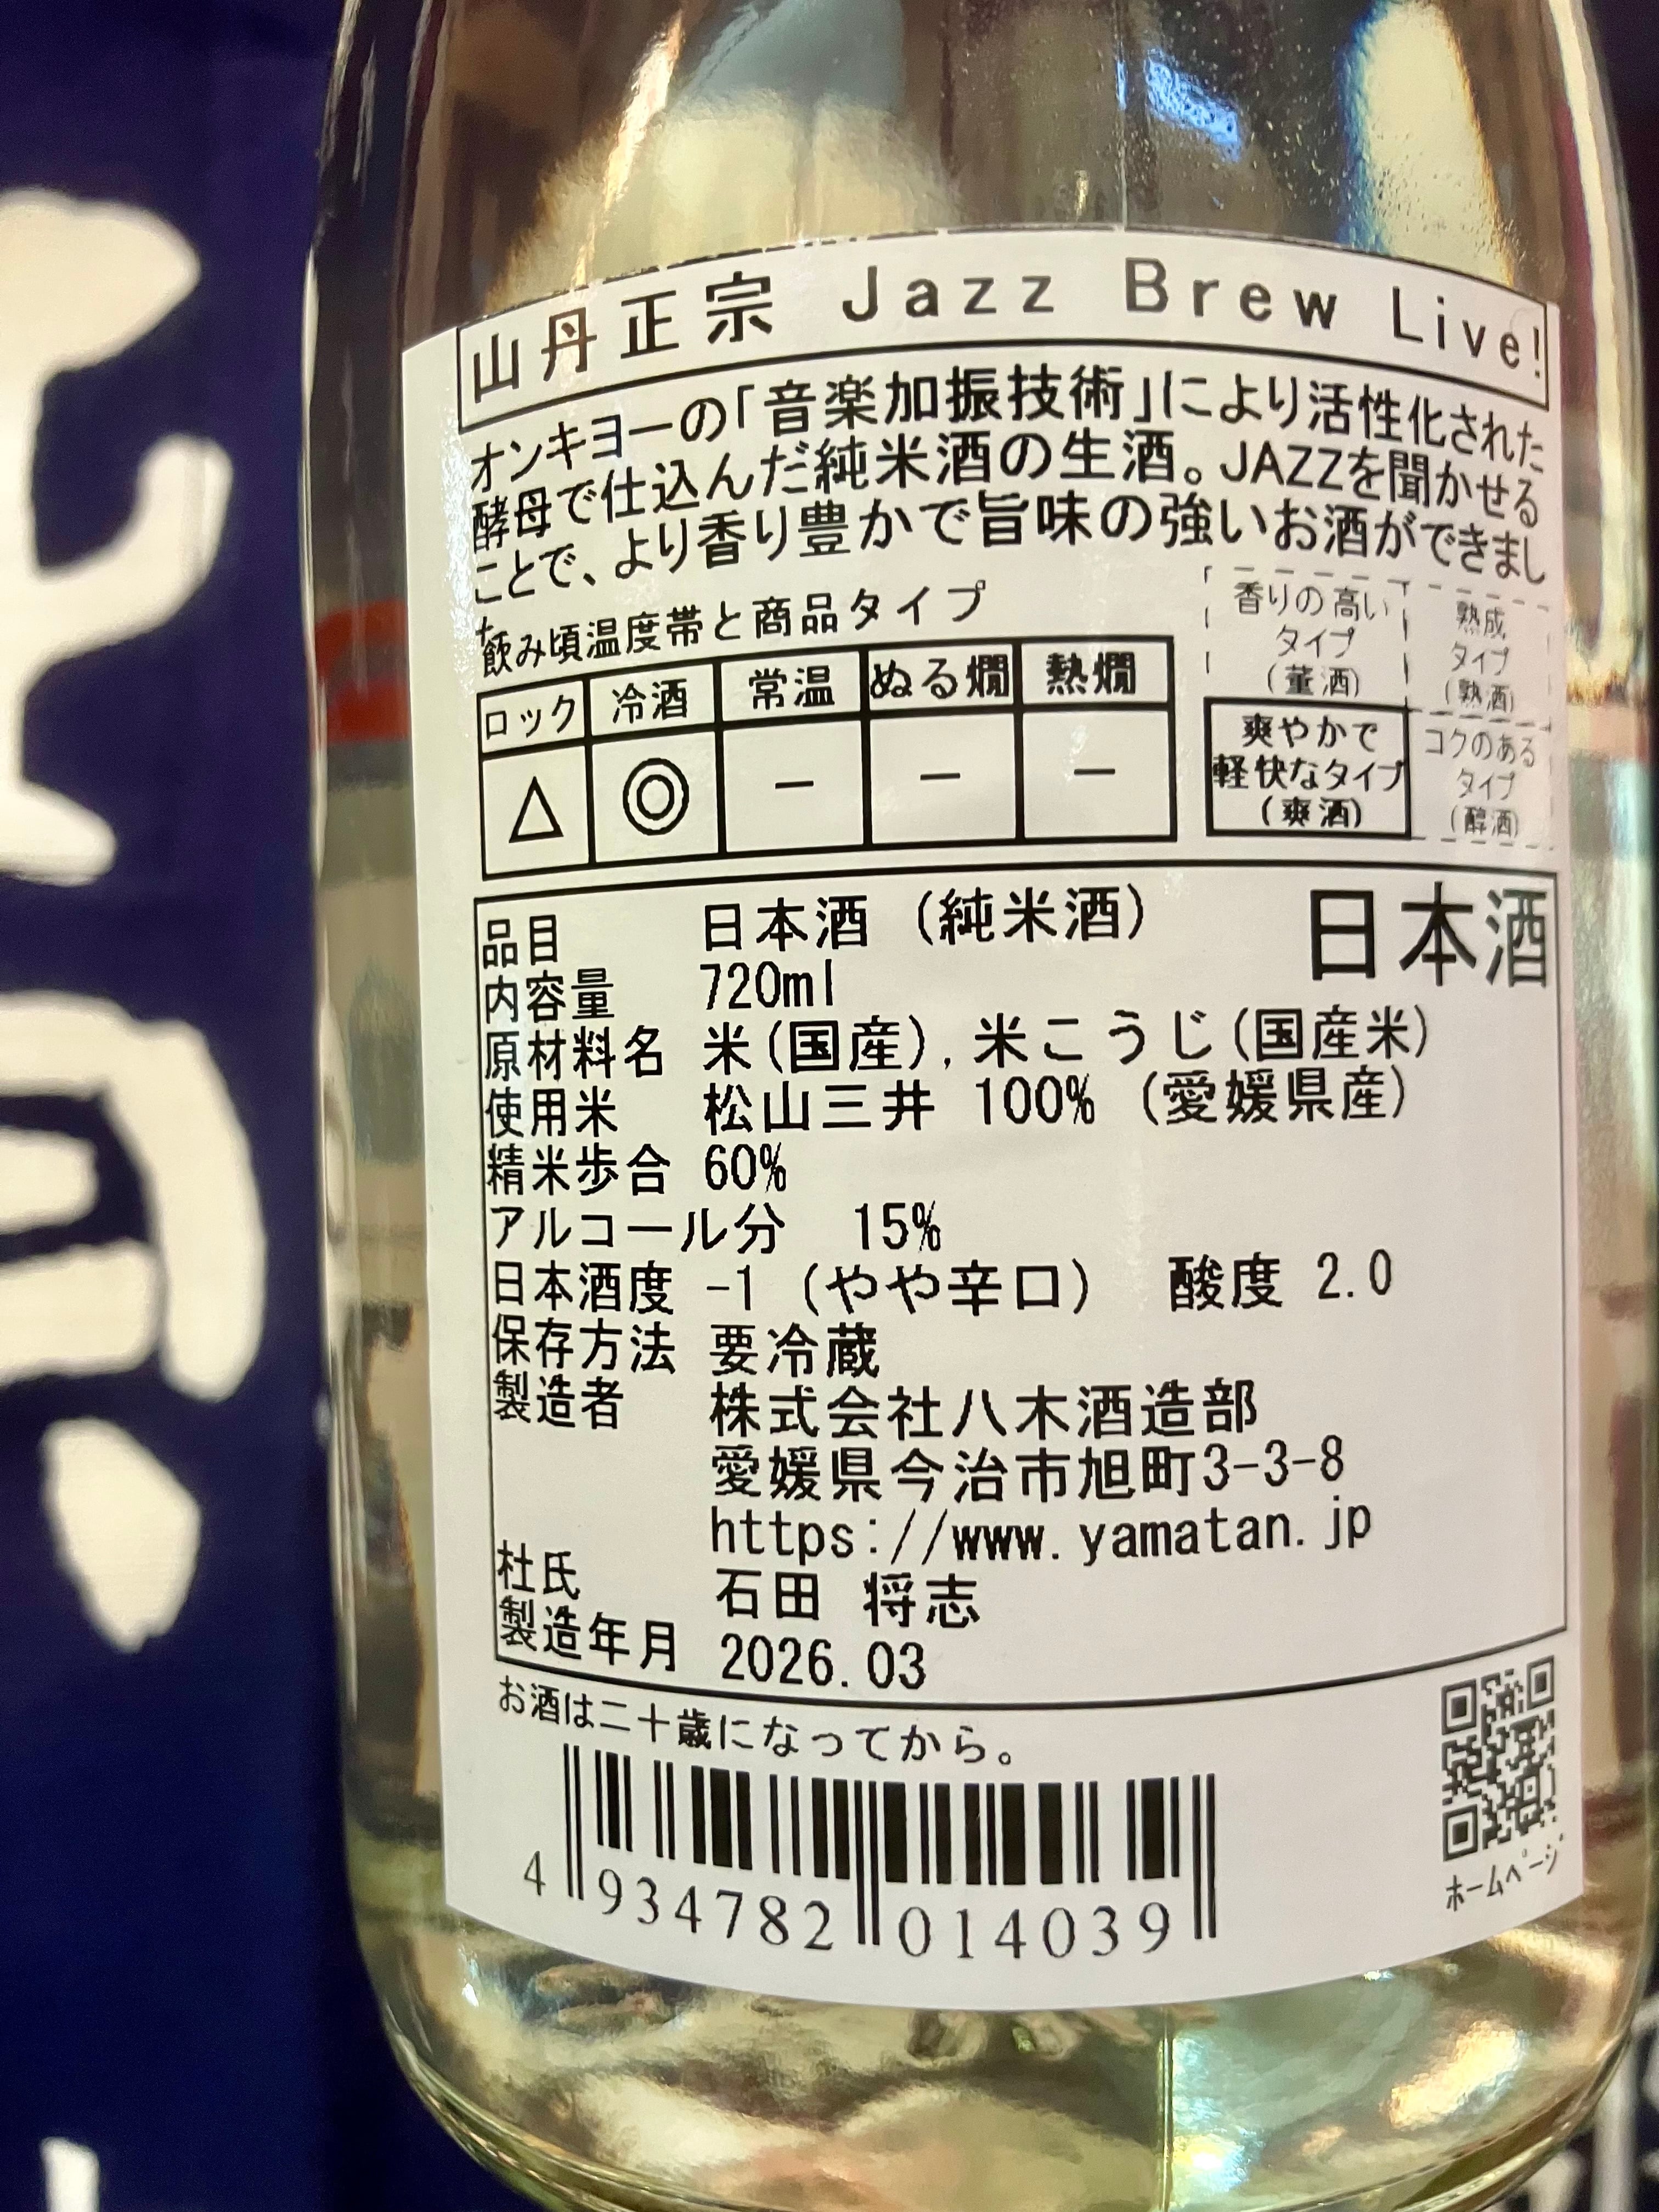 山丹正宗 Jazz Brew Live!
オンキヨーの「音楽加振技術」により活性化された
酵母で仕込んだ純米酒の生酒。JAZZを聞かせる
ことで、より香り豊かで旨味の強いお酒ができまし
た
飲み頃温度帯と商品タイプ
ロック 冷酒 常温 ぬる燗 熱燗
△ ◎ － － －
香りの高い
タイプ
(薫酒)
熟成
タイプ
(熟酒)
爽やかで
軽快なタイプ
(爽酒)
コクのある
タイプ
(醇酒)
日本酒
品目 日本酒 (純米酒)
内容量 720ml
原材料名 米(国産),米こうじ(国産米)
使用米 松山三井 100% (愛媛県産)
精米歩合 60%
アルコール分 15%
日本酒度 -1 (やや辛口) 酸度 2.0
保存方法 要冷蔵
製造者 株式会社八木酒造部
愛媛県今治市旭町3-3-8
https://www.yamatan.jp
杜氏 石田 将志
製造年月 2026.03
お酒は二十歳になってから。
4 934782 014039
ホームページ